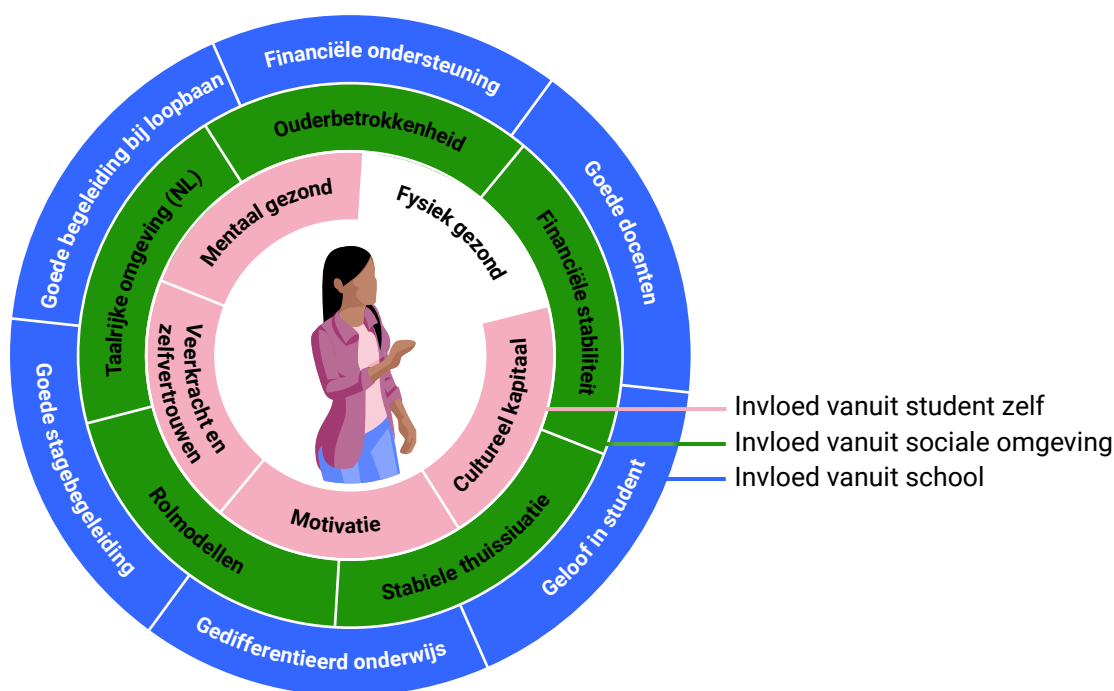 Financiële ondersteuning
Goede docenten
Geloof in student
Gedifferentieerd onderwijs
Goede stagebegeleiding
Goede begeleiding bij loopbaan
Ouderbetrokkenheid
Financiële stabiliteit
Stabiele thuissiuatie
Rolmodellen
Taalrijke omgeving (NL)
Mentaal gezond
Fysiek gezond
Cultureel kapitaal
Motivatie
Veerkracht en
zelfvertrouwen
Invloed vanuit student zelf
Invloed vanuit sociale omgeving
Invloed vanuit school